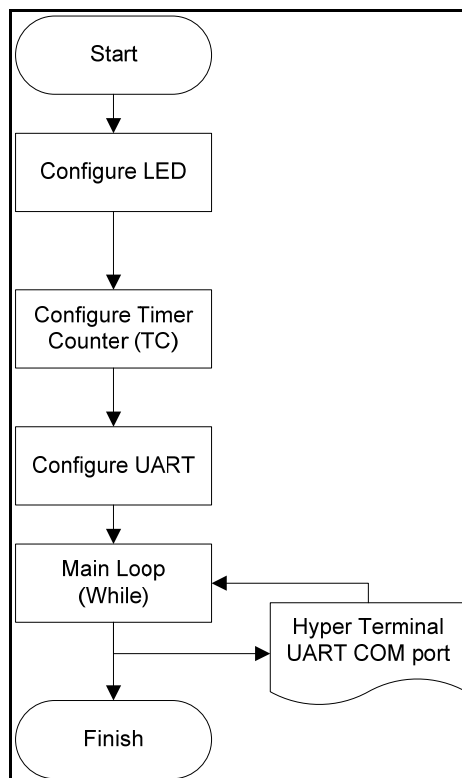 Start
Configure LED
Configure Timer
Counter (TC)
Configure UART
Main Loop
(While)
Hyper Terminal
UART COM port
Finish